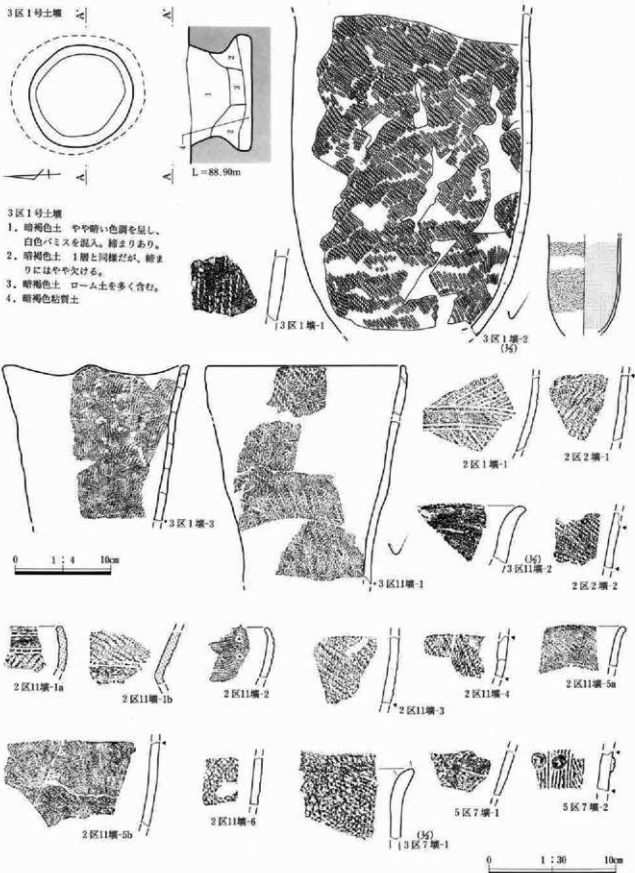 3区1号土壙
A'
A'
A
A
1
2
3
2
4
L=88.90m
3区1号土壙
1．暗褐色土　やや暗い色調を呈し、
白色パミスを混入。締まりあり。
2．暗褐色土　1層と同様だが、締ま
りにはやや欠ける。
3．暗褐色土　ローム土を多く含む。
4．暗褐色粘質土
3区1壙-1
3区1壙-2
(⅓)
3区1壙-3
3区11壙-1
2区1壙-1
2区2壙-1
(⅓)
3区11壙-2
2区2壙-2
0 1:4 10cm
2区11壙-1a
2区11壙-1b
2区11壙-2
2区11壙-3
2区11壙-4
2区11壙-5a
2区11壙-5b
2区11壙-6
(⅓)
3区7壙-1
5区7壙-1
5区7壙-2
0 1:30 10cm